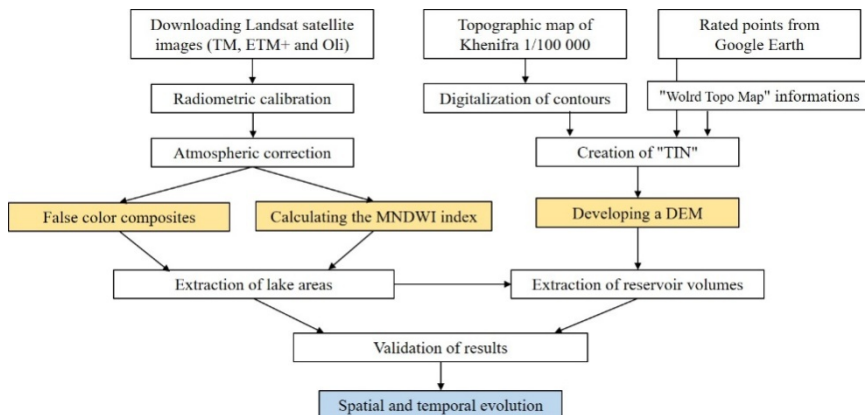 Downloading Landsat satellite
images (TM, ETM+ and Oli)
Topographic map of
Khenifra 1/100 000
Rated points from
Google Earth
Radiometric calibration
Digitalization of contours
"Wolrd Topo Map" informations
Atmospheric correction
Creation of "TIN"
False color composites
Calculating the MNDWI index
Developing a DEM
Extraction of lake areas
Extraction of reservoir volumes
Validation of results
Spatial and temporal evolution